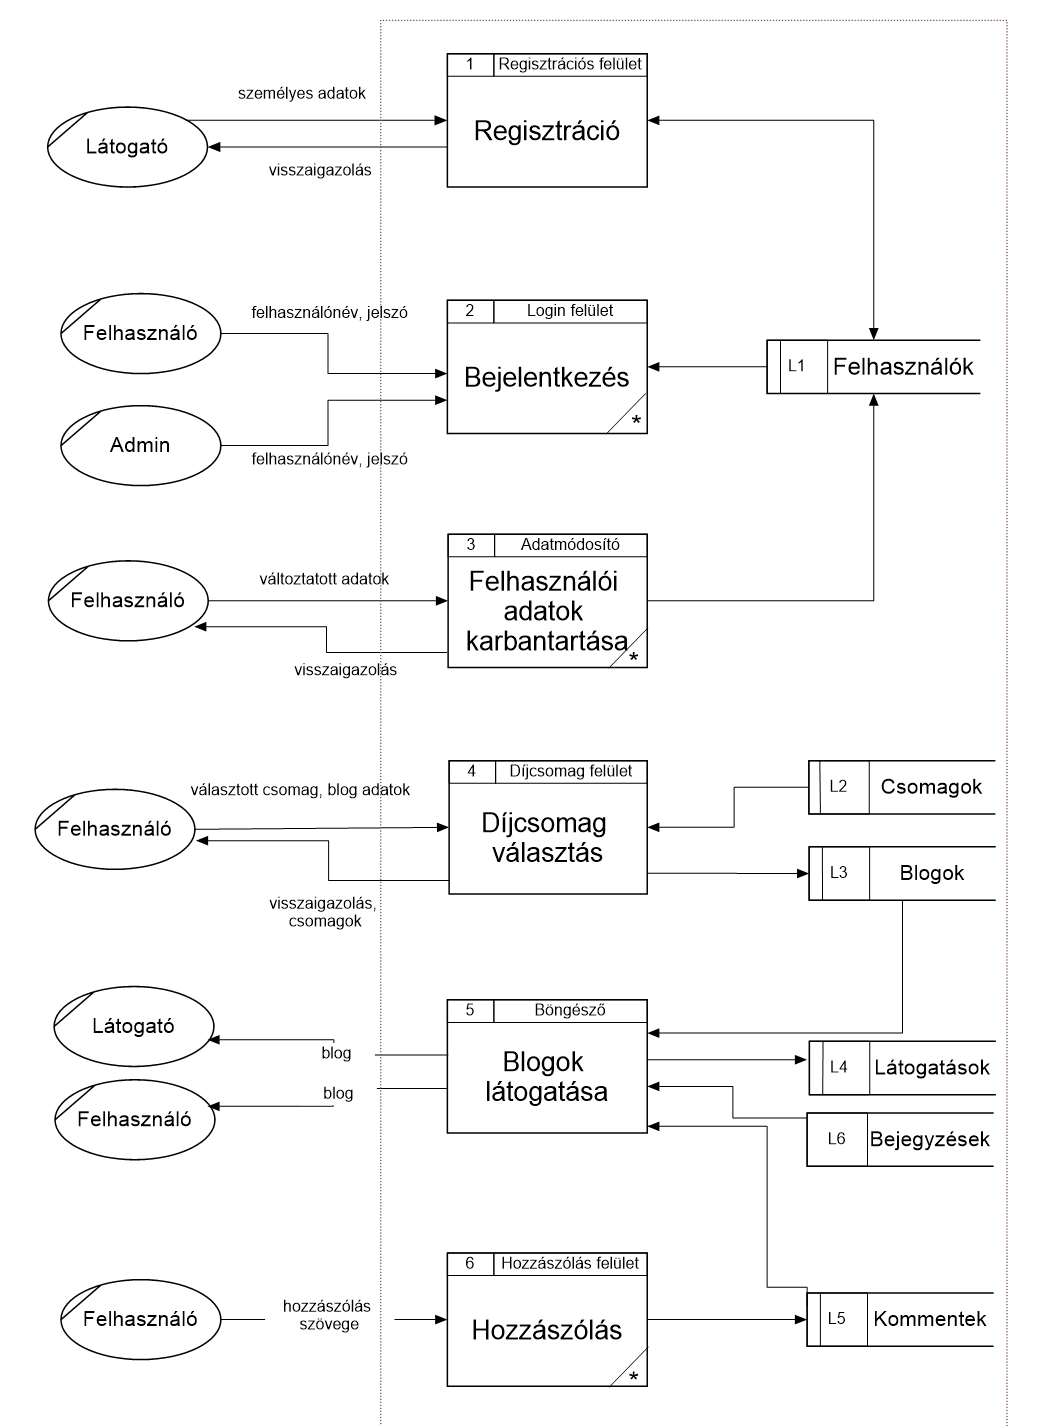 1 Regisztrációs felület
személyes adatok
Látogató
Regisztráció
visszaigazolás
Felhasználó
felhasználónév, jelszó
2 Login felület
Bejelentkezés
*
L1 Felhasználók
Admin
felhasználónév, jelszó
3 Adatmódosító
változtatott adatok
Felhasználó
Felhasználói
adatok
karbantartása
*
visszaigazolás
4 Díjcsomag felület
választott csomag, blog adatok
Felhasználó
Díjcsomag
választás
L2 Csomagok
L3 Blogok
visszaigazolás,
csomagok
5 Böngésző
Látogató
blog
Blogok
látogatása
blog
Felhasználó
L4 Látogatások
L6 Bejegyzések
6 Hozzászólás felület
Felhasználó
hozzászólás
szövege
Hozzászólás
*
L5 Kommentek